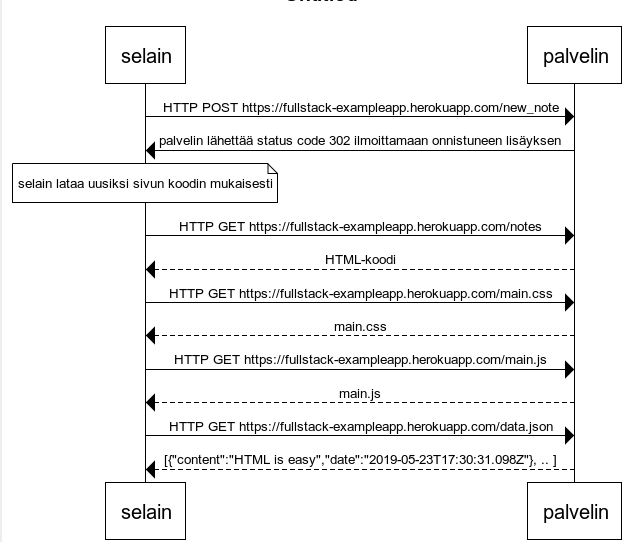 selain palvelin
HTTP POST https://fullstack-exampleapp.herokuapp.com/new_note
palvelin lähettää status code 302 ilmoittamaan onnistuneen lisäyksen
selain lataa uusiksi sivun koodin mukaisesti
HTTP GET https://fullstack-exampleapp.herokuapp.com/notes
HTML-koodi
HTTP GET https://fullstack-exampleapp.herokuapp.com/main.css
main.css
HTTP GET https://fullstack-exampleapp.herokuapp.com/main.js
main.js
HTTP GET https://fullstack-exampleapp.herokuapp.com/data.json
[{"content":"HTML is easy","date":"2019-05-23T17:30:31.098Z"}, .. ]
selain palvelin